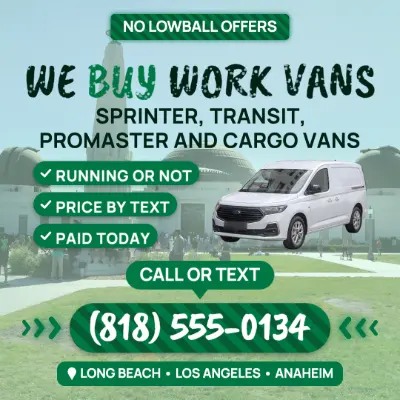 NO LOWBALL OFFERS
WE BUY WORK VANS
SPRINTER, TRANSIT,
PROMASTER AND CARGO VANS
RUNNING OR NOT
PRICE BY TEXT
PAID TODAY
CALL OR TEXT
(818) 555-0134
LONG BEACH • LOS ANGELES • ANAHEIM